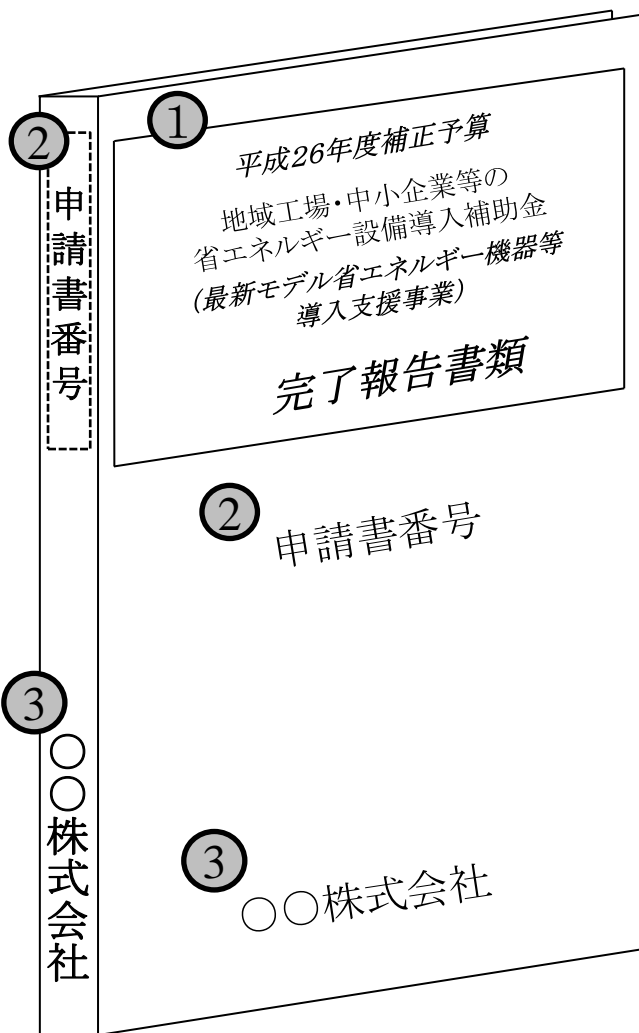 ①
平成26年度補正予算
地域工場・中小企業等の
省エネルギー設備導入補助金
(最新モデル省エネルギー機器等
導入支援事業)
完了報告書類
②
申請書番号
③
○○株式会社
②
申請書番号
③
○○株式会社